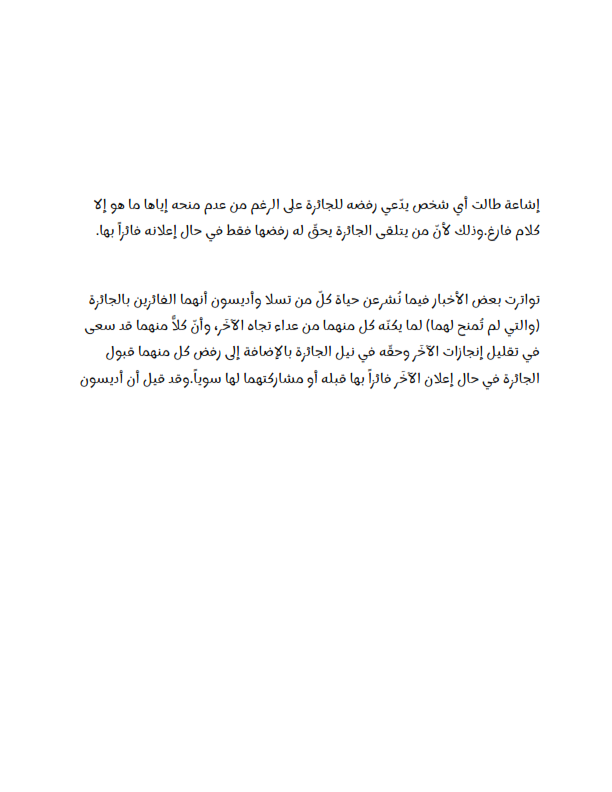 إشاعة طالت أي شخص يدّعي رفضه للجائزة على الرغم من عدم منحه إياها ما هو إلا
كلام فارغ.وذلك لأنّ من يتلقى الجائزة يحقّ له رفضها فقط في حال إعلانه فائزاً بها.
تواترت بعض الأخبار فيما نُشرعن حياة كلّ من تسلا وأديسون أنهما الفائزين بالجائزة
(والتي لم تُمنح لهما) لما يكنّه كل منهما من عداء تجاه الآخَر، وأنّ كلاًّ منهما قد سعى
في تقليل إنجازات الآخَر وحقّه في نيل الجائزة بالإضافة إلى رفض كل منهما قبول
الجائزة في حال إعلان الآخَر فائزاً بها قبله أو مشاركتهما لها سوياً.وقد قيل أن أديسون